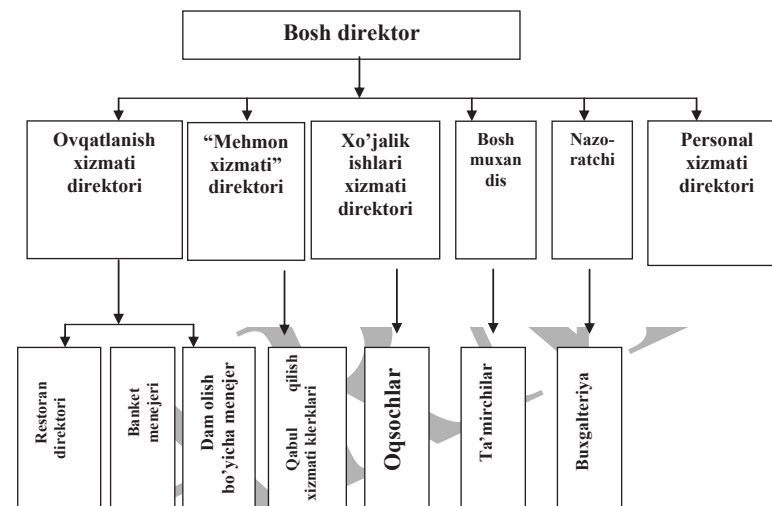 Bosh direktor
Ovqatlanish
xizmati
direktori
“Mehmon
xizmati”
direktori
Xo’jalik
ishlari
xizmati
direktori
Bosh
muxan
dis
Nazo-
ratchi
Personal
xizmati
direktori
Restoran
direktori
Banket
menejeri
Dam olish
bo’yicha menejer
Qabul qilish
xizmati klerklari
Oqsochlar
Ta’mirchilar
Buxgalteriya